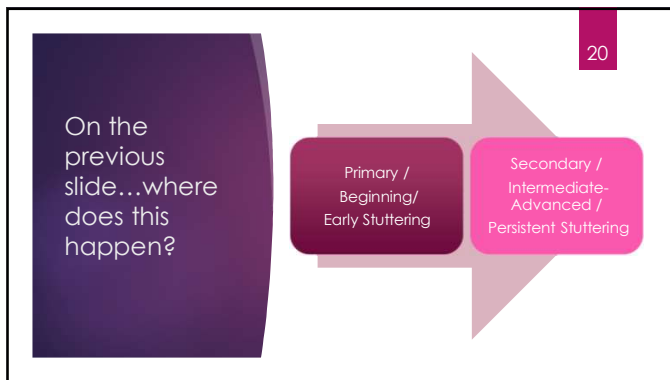 20
On the
previous
slide...where
does this
happen?
Primary /
Beginning/
Early Stuttering
Secondary /
Intermediate-
Advanced /
Persistent Stuttering